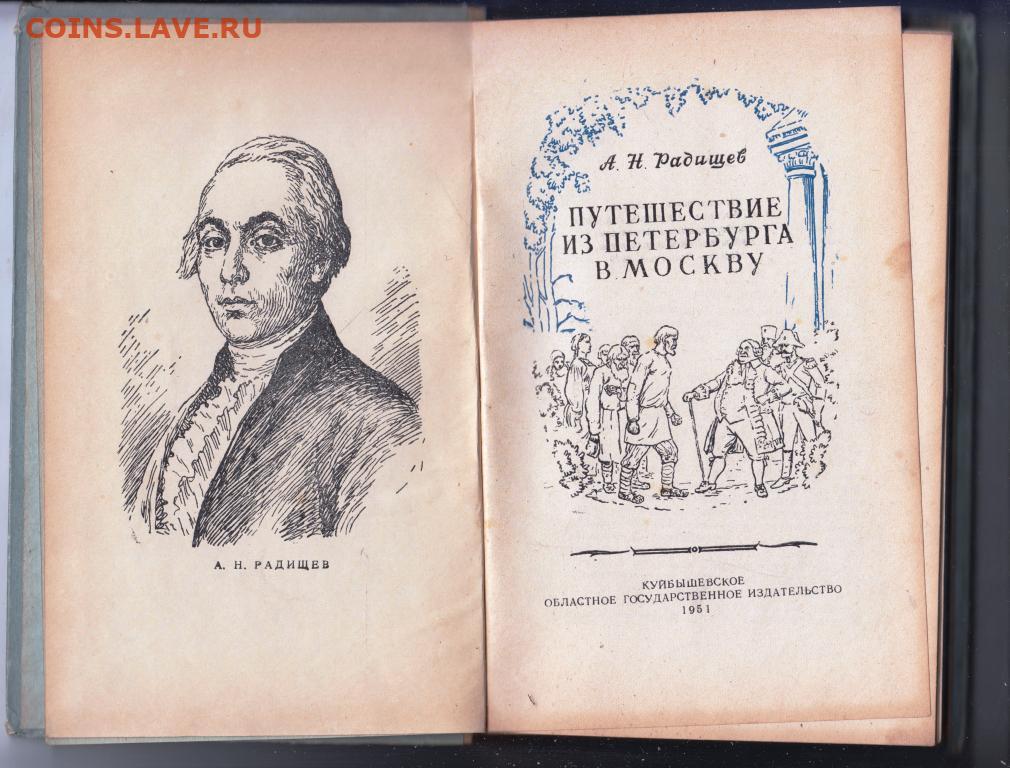 COINS.LAVE.RU
А. Н. РАДИЩЕВ
А. Н. Радищев
ПУТЕШЕСТВИЕ
ИЗ ПЕТЕРБУРГА
В МОСКВУ
КУЙБЫШЕВСКОЕ
ОБЛАСТНОЕ ГОСУДАРСТВЕННОЕ ИЗДАТЕЛЬСТВО
1951